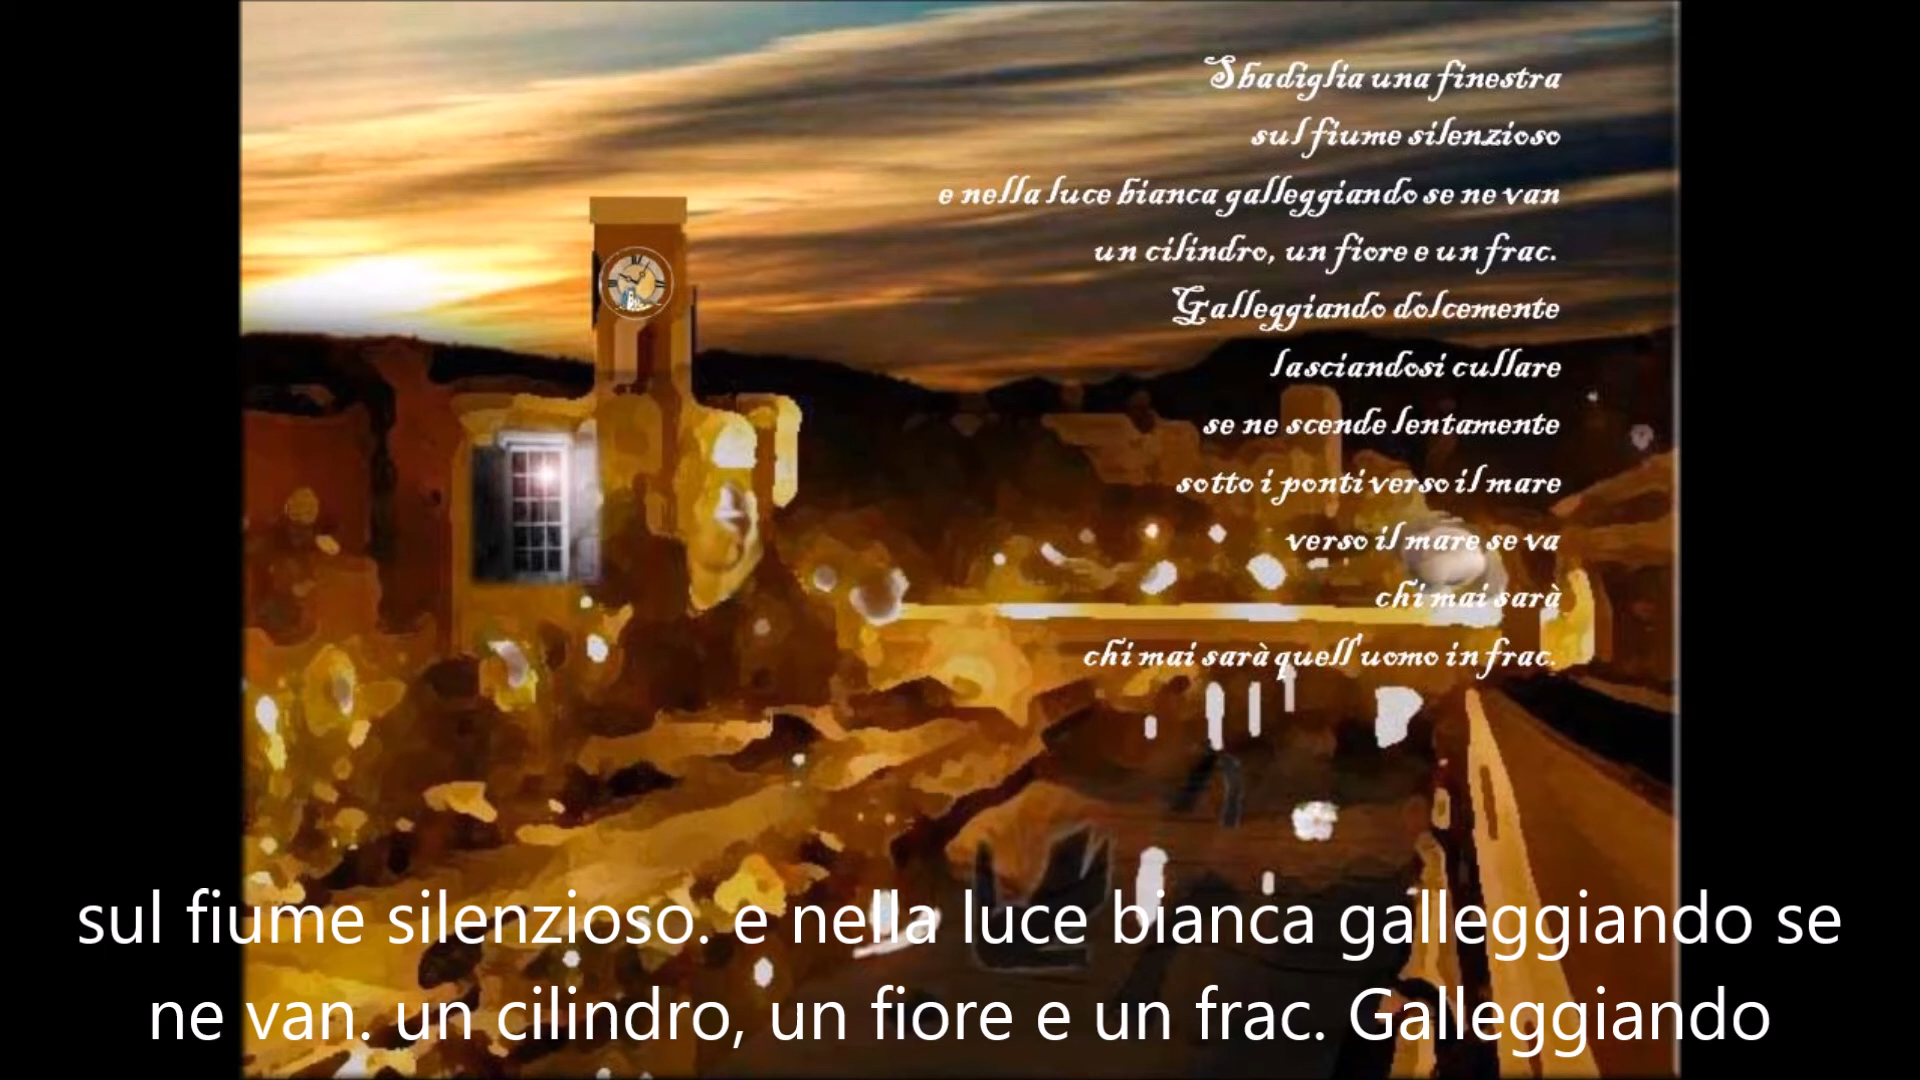 Sbadiglia una finestra
sul fiume silenzioso
e nella luce bianca galleggiando se ne van
un cilindro, un fiore e un frac.
Galleggiando dolcemente
lasciandosi cullare
se ne scende lentamente
sotto i ponti verso il mare
verso il mare se va
chi mai sarà
chi mai sarà quell'uomo in frac.
sul fiume silenzioso. e nella luce bianca galleggiando se
ne van. un cilindro, un fiore e un frac. Galleggiando